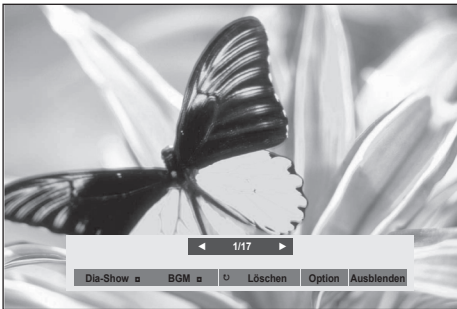 ◄ 1/17 ►
Dia-Show BGM ↻ Löschen Option Ausblenden